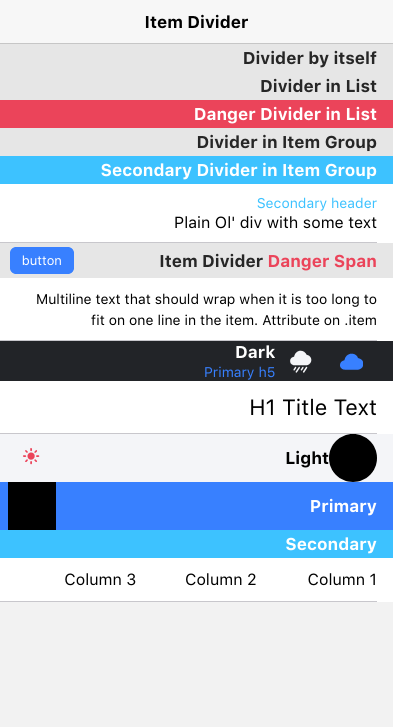 Item Divider
Divider by itself
Divider in List
Danger Divider in List
Divider in Item Group
Secondary Divider in Item Group
Secondary header
Plain Ol' div with some text
button
Item Divider Danger Span
Multiline text that should wrap when it is too long to
fit on one line in the item. Attribute on .item
Dark
Primary h5
H1 Title Text
Light
Primary
Secondary
Column 3 Column 2 Column 1